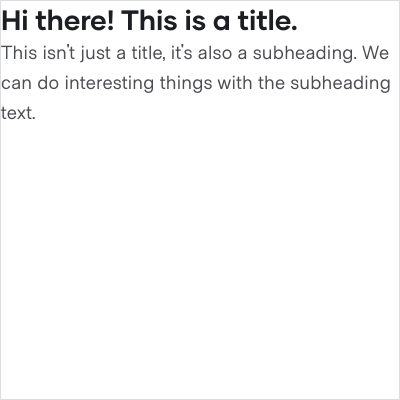 Hi there! This is a title.
This isn't just a title, it's also a subheading. We
can do interesting things with the subheading
text.